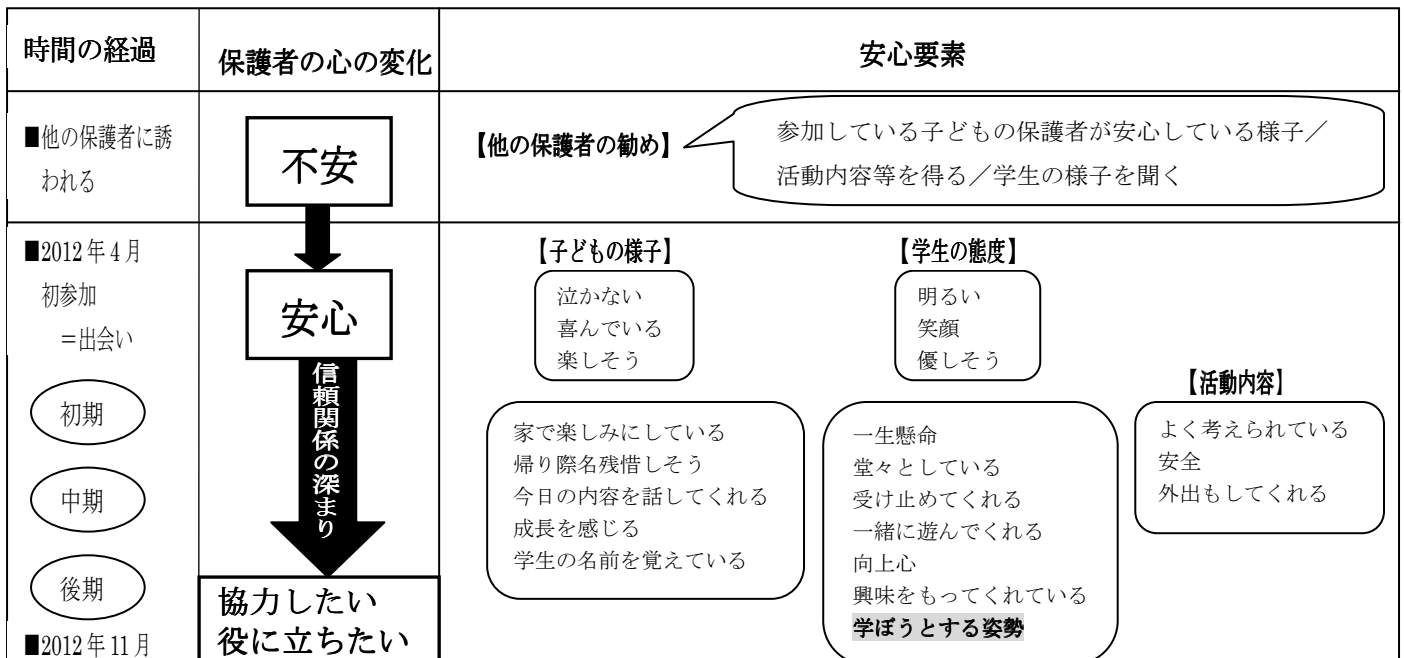 時間の経過
保護者の心の変化
安心要素
■他の保護者に誘
われる
不安
【他の保護者の勧め】
参加している子どもの保護者が安心している様子／
活動内容等を得る／学生の様子を聞く
■2012年4月
初参加
＝出会い
初期
中期
後期
■2012年11月
安心
信頼関係の深まり
協力したい
役に立ちたい
【子どもの様子】
泣かない
喜んでいる
楽しそう
家で楽しみにしている
帰り際名残惜しそう
今日の内容を話してくれる
成長を感じる
学生の名前を覚えている
【学生の態度】
明るい
笑顔
優しそう
一生懸命
堂々としている
受け止めてくれる
一緒に遊んでくれる
向上心
興味をもってくれている
学ぼうとする姿勢
【活動内容】
よく考えられている
安全
外出もしてくれる